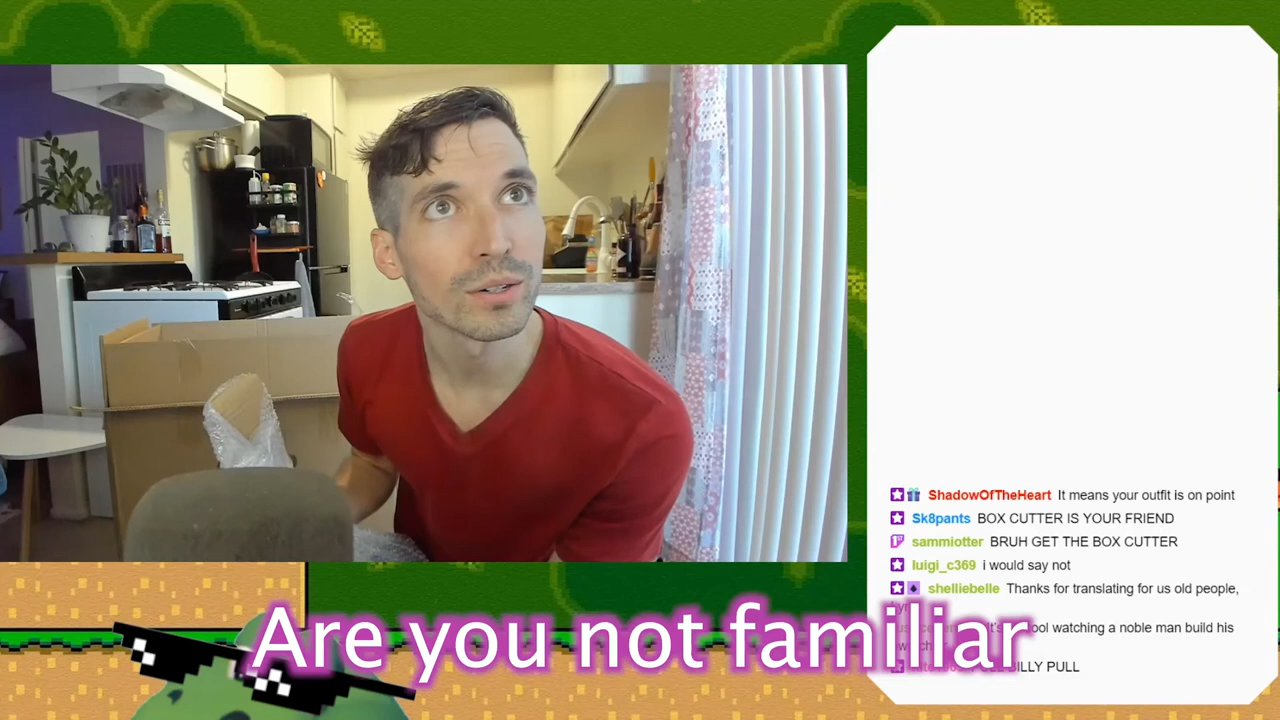 ShadowOfTheHeart It means your outfit is on point
Sk8pants BOX CUTTER IS YOUR FRIEND
sammiotter BRUH GET THE BOX CUTTER
luigi_c369 i would say not
shelliebelle Thanks for translating for us old people,
watching a noble man build his
PULL
Are you not familiar